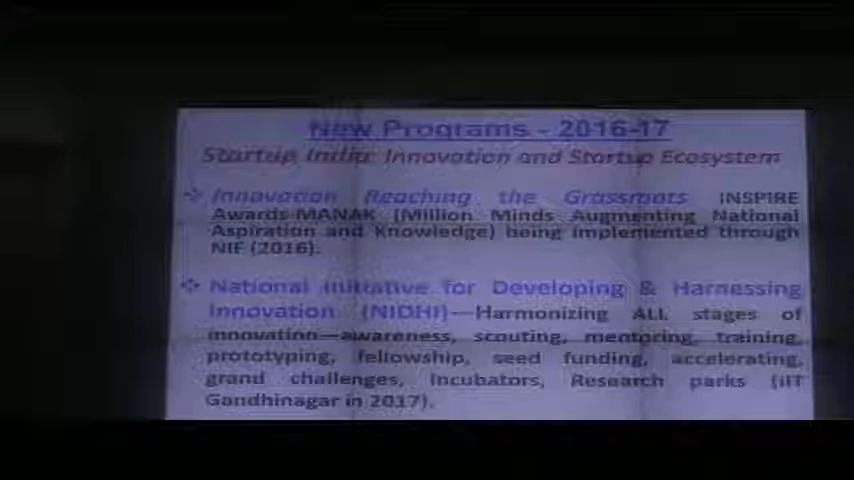 New Programs - 2016-17
Startup India: Innovation and Startup Ecosystem
Innovation Reaching the Grassroots INSPIRE
Awards-MANAK (Million Minds Augmenting National
Aspiration and Knowledge) being implemented through
NIF (2016).
National Initiative for Developing & Harnessing
Innovation (NIDHI)—Harmonizing ALL stages of
innovation—awareness, scouting, mentoring, training,
prototyping, fellowship, seed funding, accelerating,
grand challenges, Incubators, Research parks (IIT
Gandhinagar in 2017).